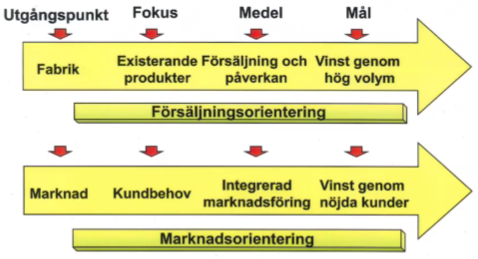 Utgångspunkt Fokus Medel Mål
Fabrik
Existerande produkter
Försäljning och påverkan
Vinst genom hög volym
Försäljningsorientering
Marknad
Kundbehov
Integrerad marknadsföring
Vinst genom nöjda kunder
Marknadsorientering